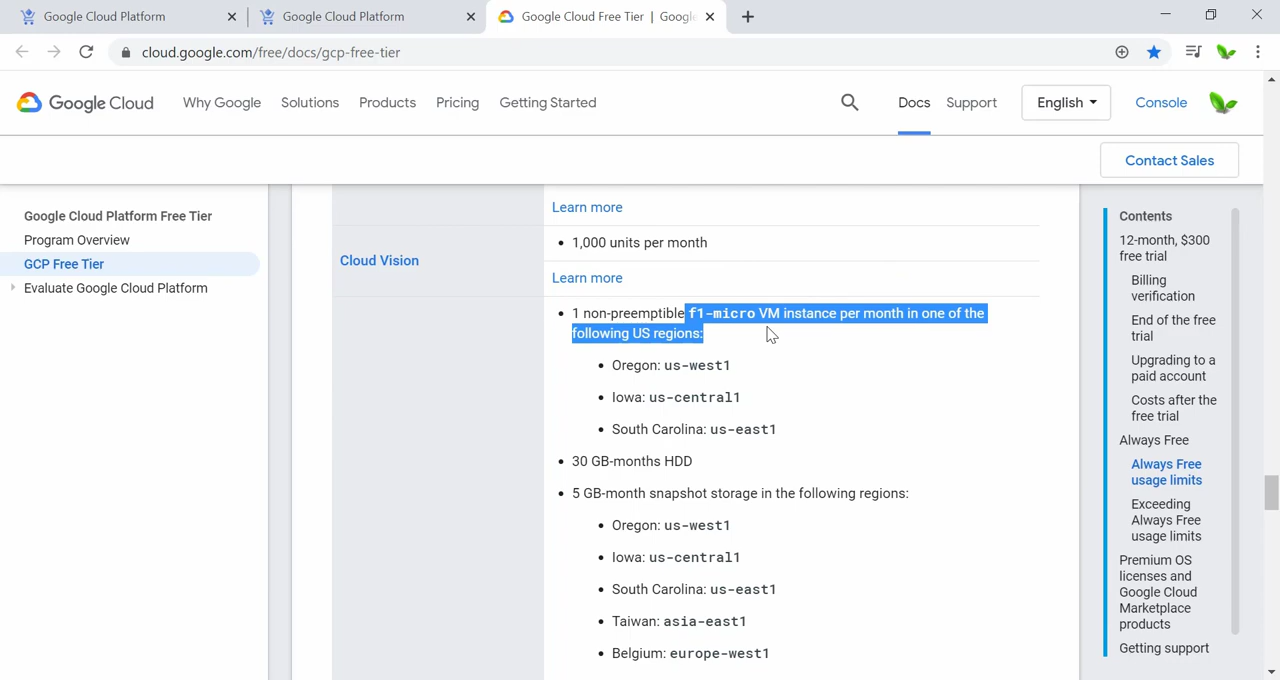 Google Cloud Platform
Google Cloud Platform
Google Cloud Free Tier | Google
cloud.google.com/free/docs/gcp-free-tier
Google Cloud
Why Google
Solutions
Products
Pricing
Getting Started
Docs
Support
English
Console
Contact Sales
Google Cloud Platform Free Tier
Program Overview
GCP Free Tier
Evaluate Google Cloud Platform
Learn more
Cloud Vision
• 1,000 units per month
Learn more
• 1 non-preemptible f1-micro VM instance per month in one of the
following US regions:
• Oregon: us-west1
• Iowa: us-central1
• South Carolina: us-east1
• 30 GB-months HDD
• 5 GB-month snapshot storage in the following regions:
• Oregon: us-west1
• Iowa: us-central1
• South Carolina: us-east1
• Taiwan: asia-east1
• Belgium: europe-west1
Contents
12-month, $300
free trial
Billing
verification
End of the free
trial
Upgrading to a
paid account
Costs after the
free trial
Always Free
Always Free
usage limits
Exceeding
Always Free
usage limits
Premium OS
licenses and
Google Cloud
Marketplace
products
Getting support